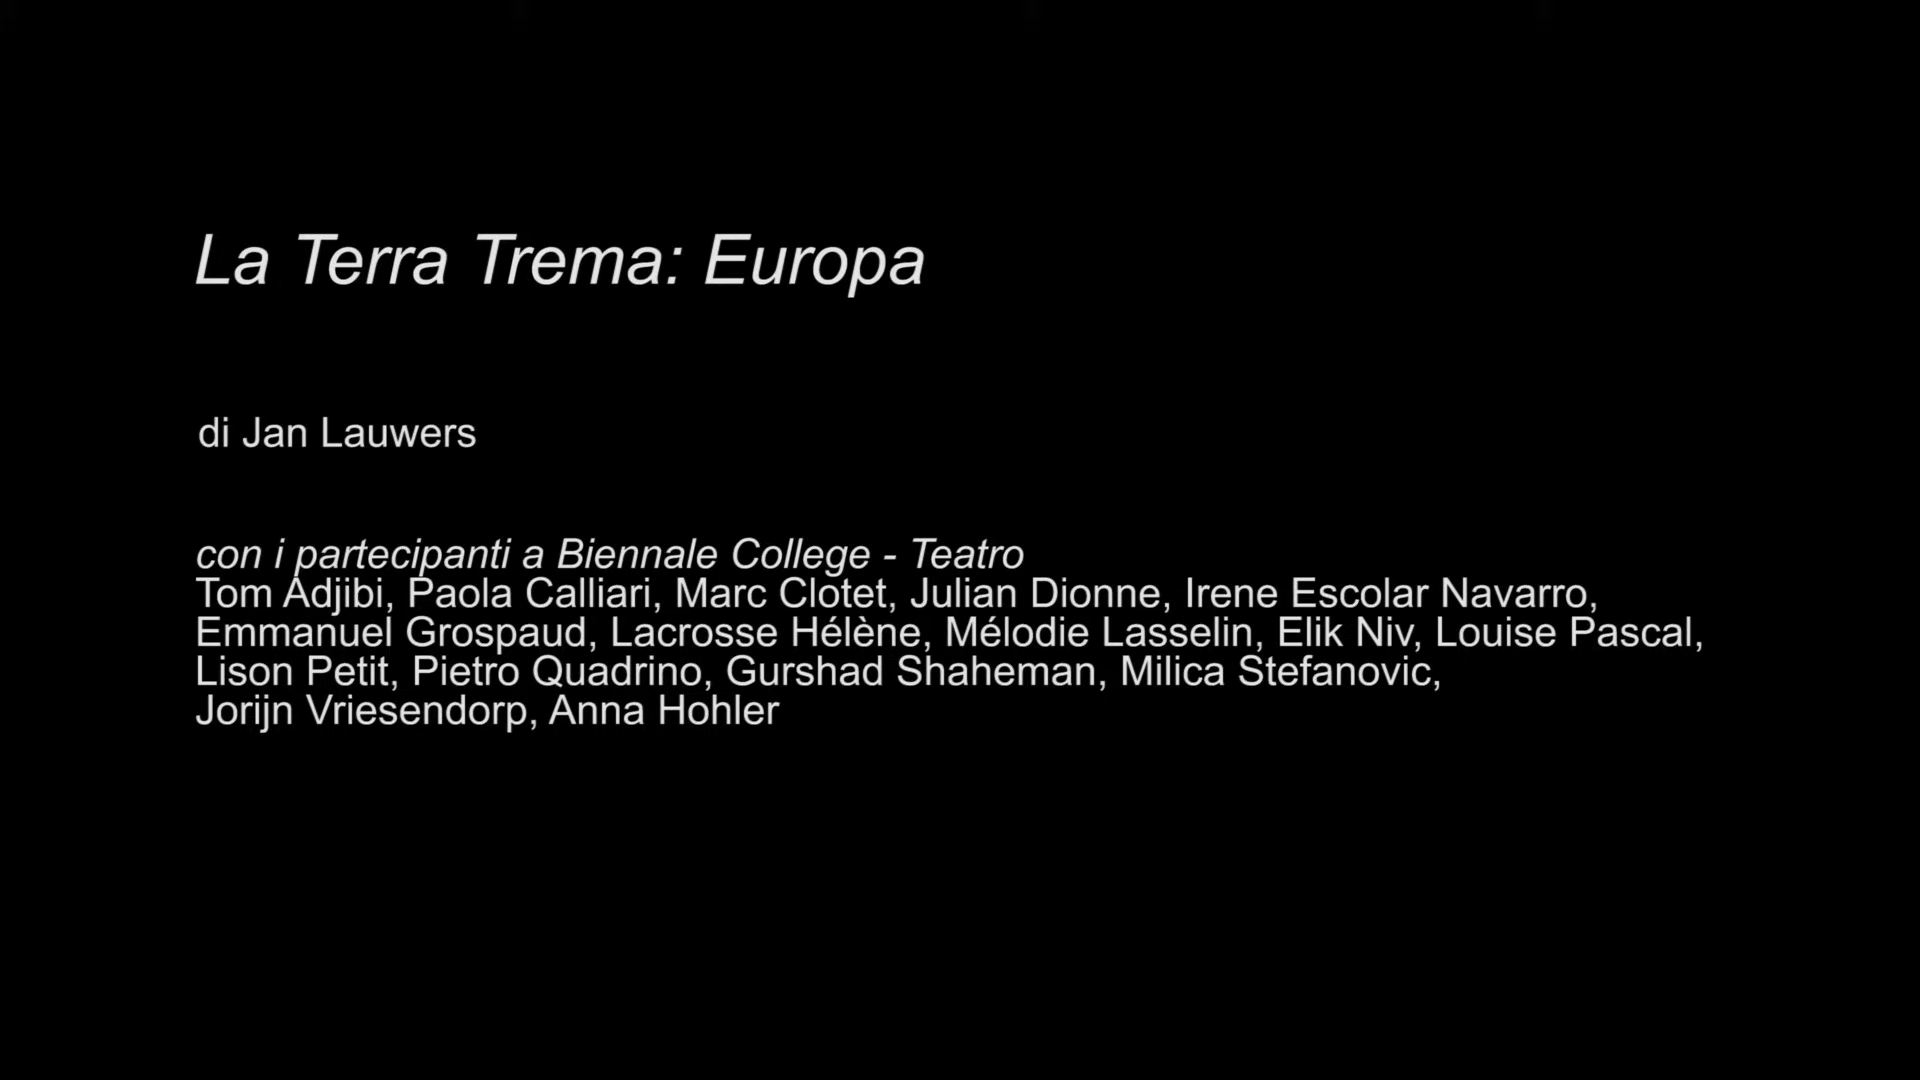 La Terra Trema: Europa
di Jan Lauwers
con i partecipanti a Biennale College - Teatro
Tom Adjibi, Paola Calliari, Marc Clotet, Julian Dionne, Irene Escolar Navarro,
Emmanuel Grospaud, Lacrosse Hélène, Mélodie Lasselin, Elik Niv, Louise Pascal,
Lison Petit, Pietro Quadrino, Gurshad Shaheman, Milica Stefanovic,
Jorijn Vriesendorp, Anna Hohler